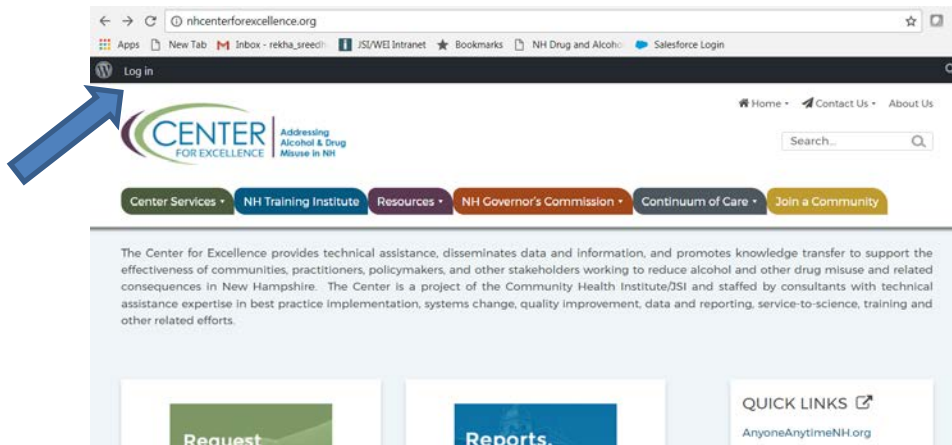 nhcenterforexcellence.org
Apps New Tab Inbox - rekha_sreedh JSI/WEI Intranet Bookmarks NH Drug and Alcoho Salesforce Login
Log in
Home Contact Us About Us
CENTER
FOR EXCELLENCE
Addressing
Alcohol & Drug
Misuse in NH
Search...
Center Services NH Training Institute Resources NH Governor's Commission Continuum of Care Join a Community
The Center for Excellence provides technical assistance, disseminates data and information, and promotes knowledge transfer to support the
effectiveness of communities, practitioners, policymakers, and other stakeholders working to reduce alcohol and other drug misuse and related
consequences in New Hampshire. The Center is a project of the Community Health Institute/JSI and staffed by consultants with technical
assistance expertise in best practice implementation, systems change, quality improvement, data and reporting, service-to-science, training and
other related efforts.
Request
Reports,
QUICK LINKS
AnyoneAnytimeNH.org